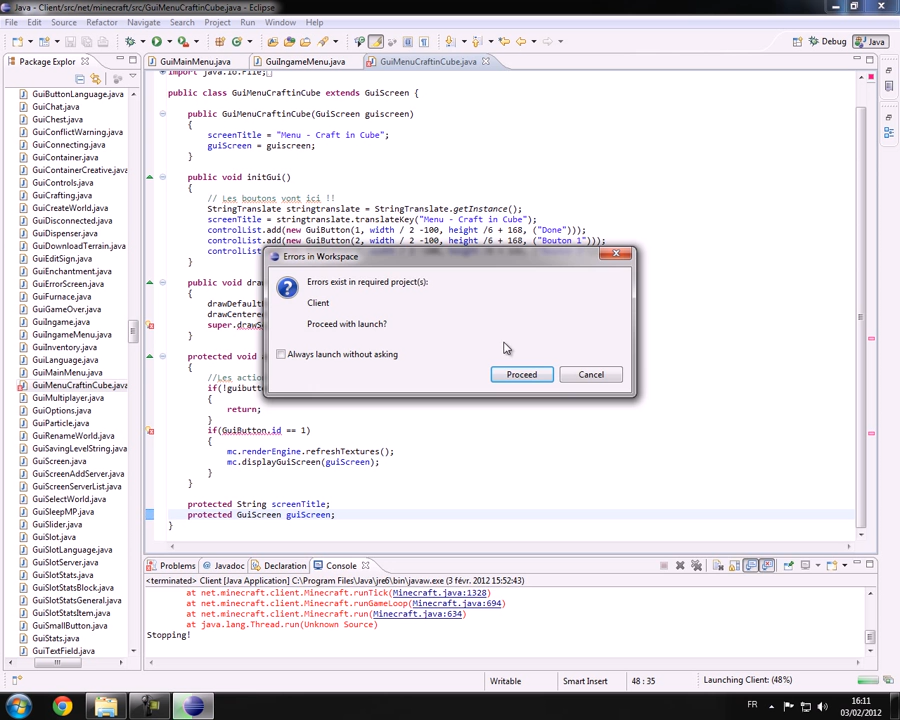 Java - Client/src/net/minecraft/src/GuiMenuCraftinCube.java - Eclipse
File Edit Source Refactor Navigate Search Project Run Window Help
Debug Java
Package Explor
GuiMainMenu.java GuiIngameMenu.java GuiMenuCraftinCube.java
GuiButtonLanguage.java
GuiChat.java
GuiChest.java
GuiConflictWarning.java
GuiConnecting.java
GuiContainer.java
GuiContainerCreative.java
GuiControls.java
GuiCrafting.java
GuiCreateWorld.java
GuiDisconnected.java
GuiDispenser.java
GuiDownloadTerrain.java
GuiEditSign.java
GuiEnchantment.java
GuiErrorScreen.java
GuiFurnace.java
GuiGameOver.java
GuiIngame.java
GuiIngameMenu.java
GuiLanguage.java
GuiMainMenu.java
GuiMenuCraftinCube.java
GuiMultiplayer.java
GuiOptions.java
GuiParticle.java
GuiRenameWorld.java
GuiSavingLevelString.java
GuiScreen.java
GuiScreenAddServer.java
GuiScreenServerList.java
GuiSelectWorld.java
GuiSleepMP.java
GuiSlider.java
GuiSlot.java
GuiSlotLanguage.java
GuiSlotServer.java
GuiSlotStats.java
GuiSlotStatsBlock.java
GuiSlotStatsGeneral.java
GuiSlotStatsItem.java
GuiSmallButton.java
GuiStats.java
GuiTextField.java
import java.io.File;
public class GuiMenuCraftinCube extends GuiScreen {
public GuiMenuCraftinCube(GuiScreen guiscreen)
{
screenTitle = "Menu - Craft in Cube";
guiScreen = guiscreen;
}
public void initGui()
{
// Les boutons vont ici !!
StringTranslate stringtranslate = StringTranslate.getInstance();
screenTitle = stringtranslate.translateKey("Menu - Craft in Cube");
controlList.add(new GuiButton(1, width / 2 -100, height /6 + 168, ("Done")));
controlList.add(new GuiButton(2, width / 2 -100, height /6 + 168, ("Bouton 1")));
controlList
}
public void dra
{
drawDefault
drawCentere
super.drawSc
}
protected void a
{
//Les actio
if(!guibutt
{
return;
}
if(GuiButton.id == 1)
{
mc.renderEngine.refreshTextures();
mc.displayGuiScreen(guiScreen);
}
}
protected String screenTitle;
protected GuiScreen guiScreen;
}
Errors in Workspace
Errors exist in required project(s):
Client
Proceed with launch?
Always launch without asking
Proceed Cancel
Problems Javadoc Declaration Console
<terminated> Client [Java Application] C:\Program Files\Java\jre6\bin\javaw.exe (3 févr. 2012 15:52:43)
at net.minecraft.client.Minecraft.runTick(Minecraft.java:1328)
at net.minecraft.client.Minecraft.runGameLoop(Minecraft.java:694)
at net.minecraft.client.Minecraft.run(Minecraft.java:634)
at java.lang.Thread.run(Unknown Source)
Stopping!
Writable Smart Insert 48 : 35 Launching Client: (48%)
FR 16:11
03/02/2012